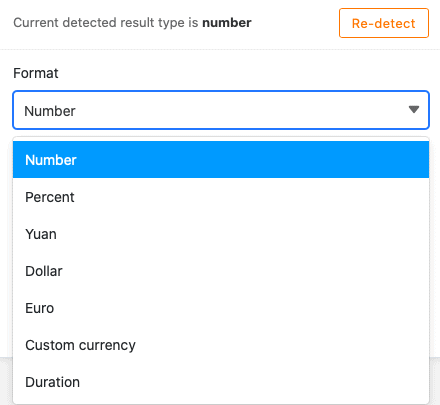 Current detected result type is number
Re-detect
Format
Number
Number
Percent
Yuan
Dollar
Euro
Custom currency
Duration